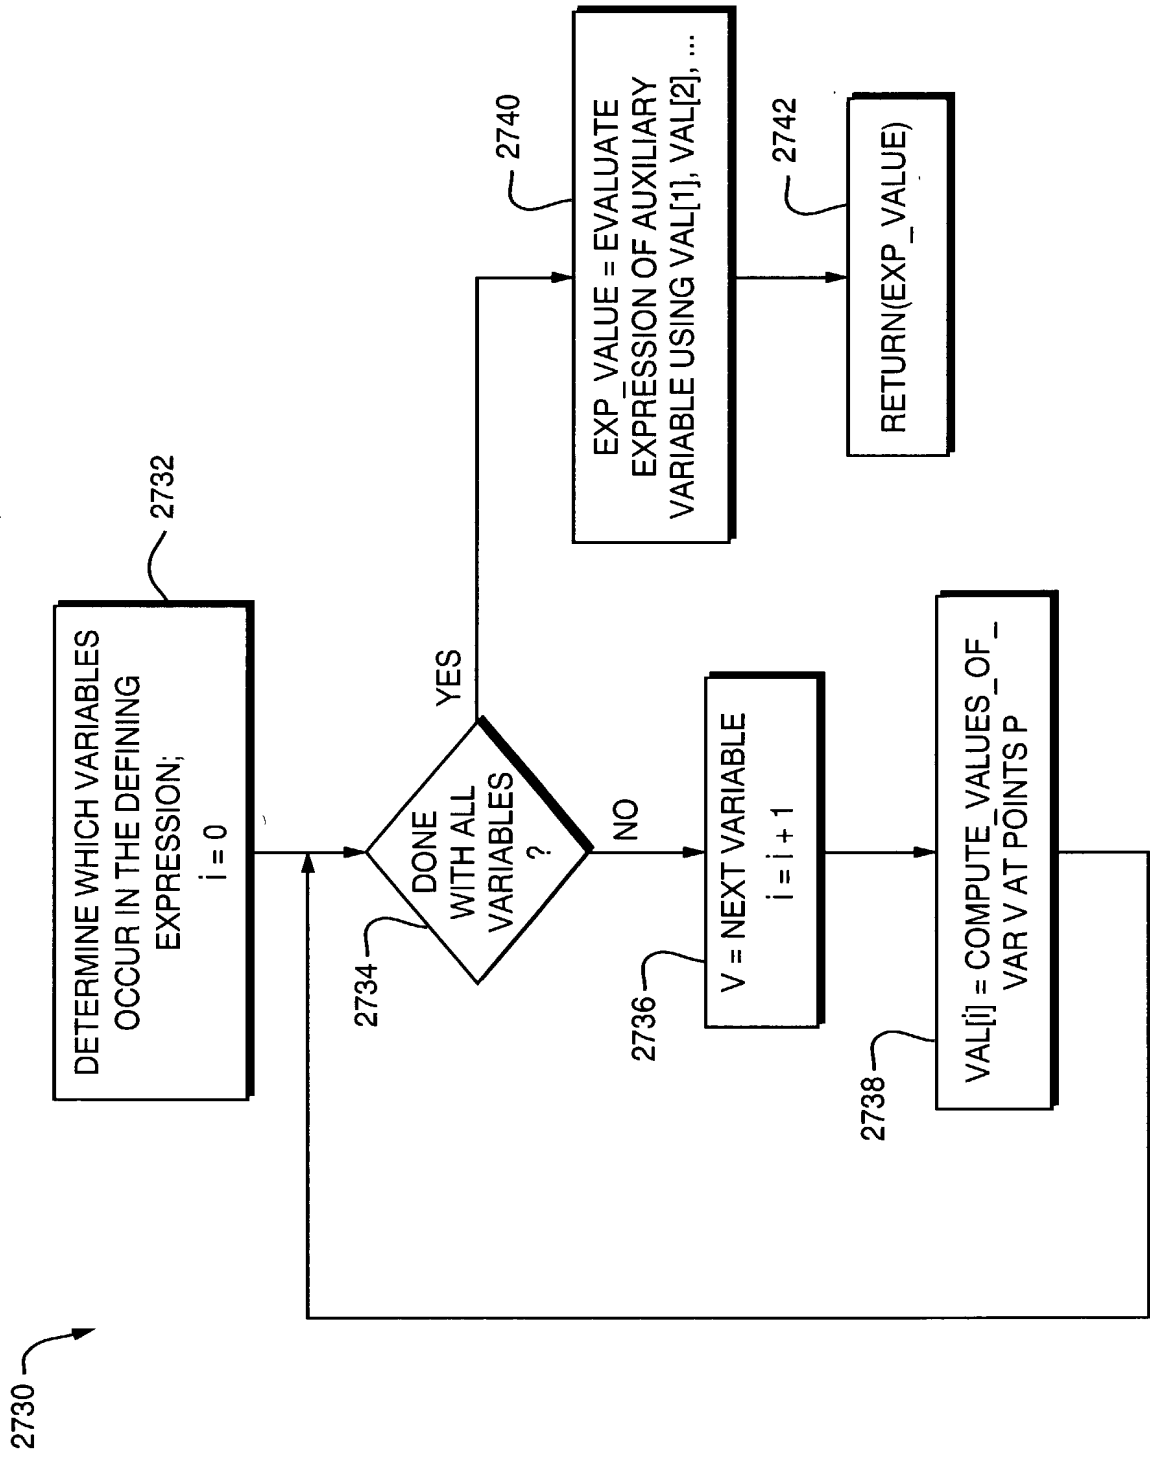 2730
DETERMINE WHICH VARIABLES
OCCUR IN THE DEFINING
EXPRESSION;
i = 0
2732
2734
DONE
WITH ALL
VARIABLES
?
YES
NO
2736
V = NEXT VARIABLE
i = i + 1
2738
VAL[i] = COMPUTE_VALUES_OF_
VAR V AT POINTS P
2740
EXP_VALUE = EVALUATE
EXPRESSION OF AUXILIARY
VARIABLE USING VAL[1], VAL[2], ...
2742
RETURN(EXP_VALUE)